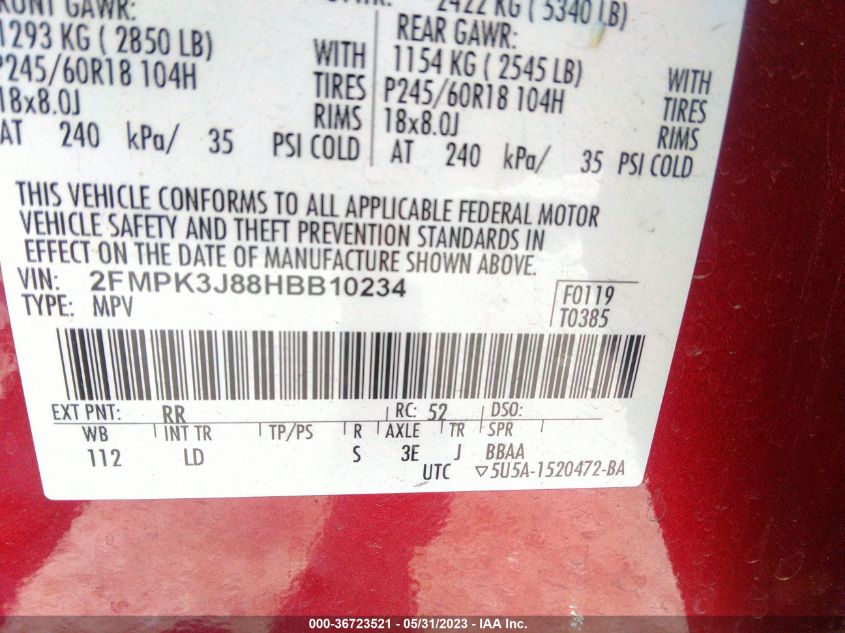 FRONT GAWR:
1293 KG ( 2850 LB) WITH
P245/60R18 104H TIRES
18x8.0J RIMS
AT 240 kPa/ 35 PSI COLD
2422 KG ( 5340 LB)
REAR GAWR:
1154 KG ( 2545 LB) WITH
P245/60R18 104H TIRES
18x8.0J RIMS
AT 240 kPa/ 35 PSI COLD
THIS VEHICLE CONFORMS TO ALL APPLICABLE FEDERAL MOTOR
VEHICLE SAFETY AND THEFT PREVENTION STANDARDS IN
EFFECT ON THE DATE OF MANUFACTURE SHOWN ABOVE.
VIN: 2FMPK3J88HBB10234
TYPE: MPV
F0119
T0385
EXT PNT: RR RC: 52 DSO:
WB INT TR TP/PS R AXLE TR SPR
112 LD S 3E J BBAA
UTC ▽5U5A-1520472-BA
000-36723521 - 05/31/2023 - IAA Inc.